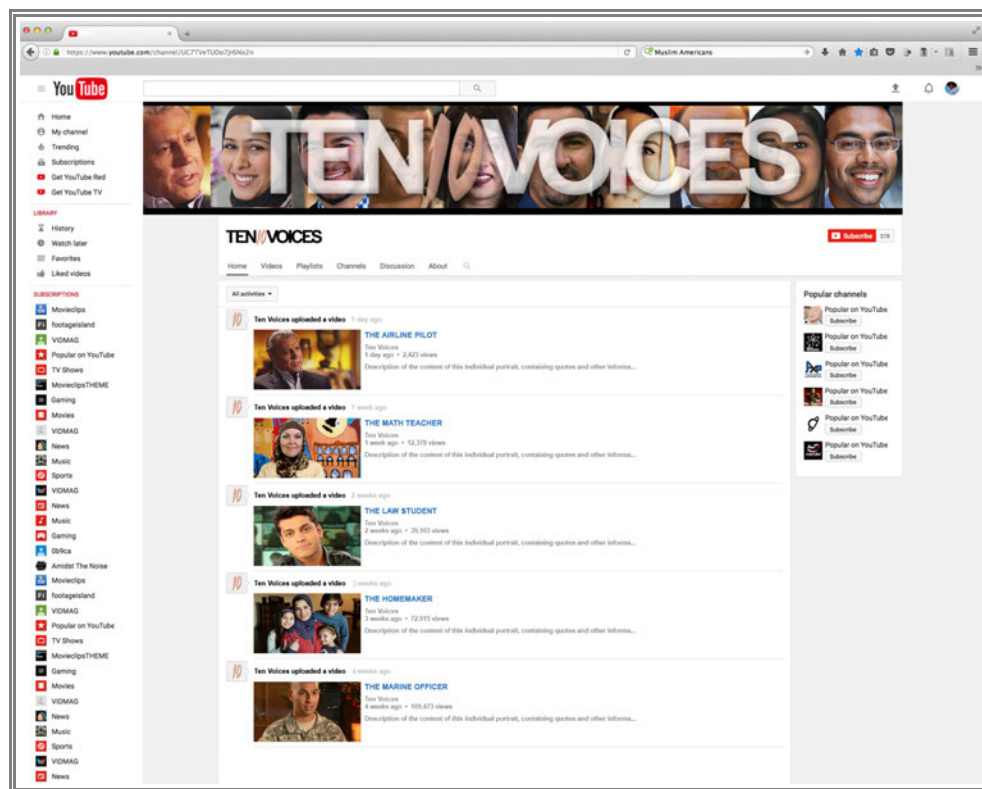 https://www.youtube.com/channel/
Muslim Americans
YouTube
TEN10VOICES
Home
My channel
Trending
Subscriptions
Get YouTube Red
Get YouTube TV
LIBRARY
History
Watch later
Favorites
Liked videos
SUBSCRIPTIONS
Movieclips
footageisland
VIDMAG
Popular on YouTube
TV Shows
MovieclipsTHEME
Gaming
Movies
VIDMAG
News
Music
Sports
VIDMAG
News
Music
Gaming
0b9ca
Amidst The Noise
Movieclips
footageisland
VIDMAG
Popular on YouTube
TV Shows
MovieclipsTHEME
Gaming
Movies
VIDMAG
News
Music
Sports
VIDMAG
News
TEN10VOICES
Subscribe 378
Home Videos Playlists Channels Discussion About
All activities
Ten Voices uploaded a video 1 day ago
THE AIRLINE PILOT
Ten Voices
1 day ago • 2,423 views
Description of the content of this individual portrait, containing quotes and other informa...
Ten Voices uploaded a video 1 week ago
THE MATH TEACHER
Ten Voices
1 week ago • 12,378 views
Description of the content of this individual portrait, containing quotes and other informa...
Ten Voices uploaded a video 2 weeks ago
THE LAW STUDENT
Ten Voices
2 weeks ago • 39,103 views
Description of the content of this individual portrait, containing quotes and other informa...
Ten Voices uploaded a video 3 weeks ago
THE HOMEMAKER
Ten Voices
3 weeks ago • 72,915 views
Description of the content of this individual portrait, containing quotes and other informa...
Ten Voices uploaded a video 4 weeks ago
THE MARINE OFFICER
Ten Voices
4 weeks ago • 109,473 views
Description of the content of this individual portrait, containing quotes and other informa...
Popular channels
Popular on YouTube
Subscribe
Popular on YouTube
Subscribe
Popular on YouTube
Subscribe
Popular on YouTube
Subscribe
Popular on YouTube
Subscribe
Popular on YouTube
Subscribe